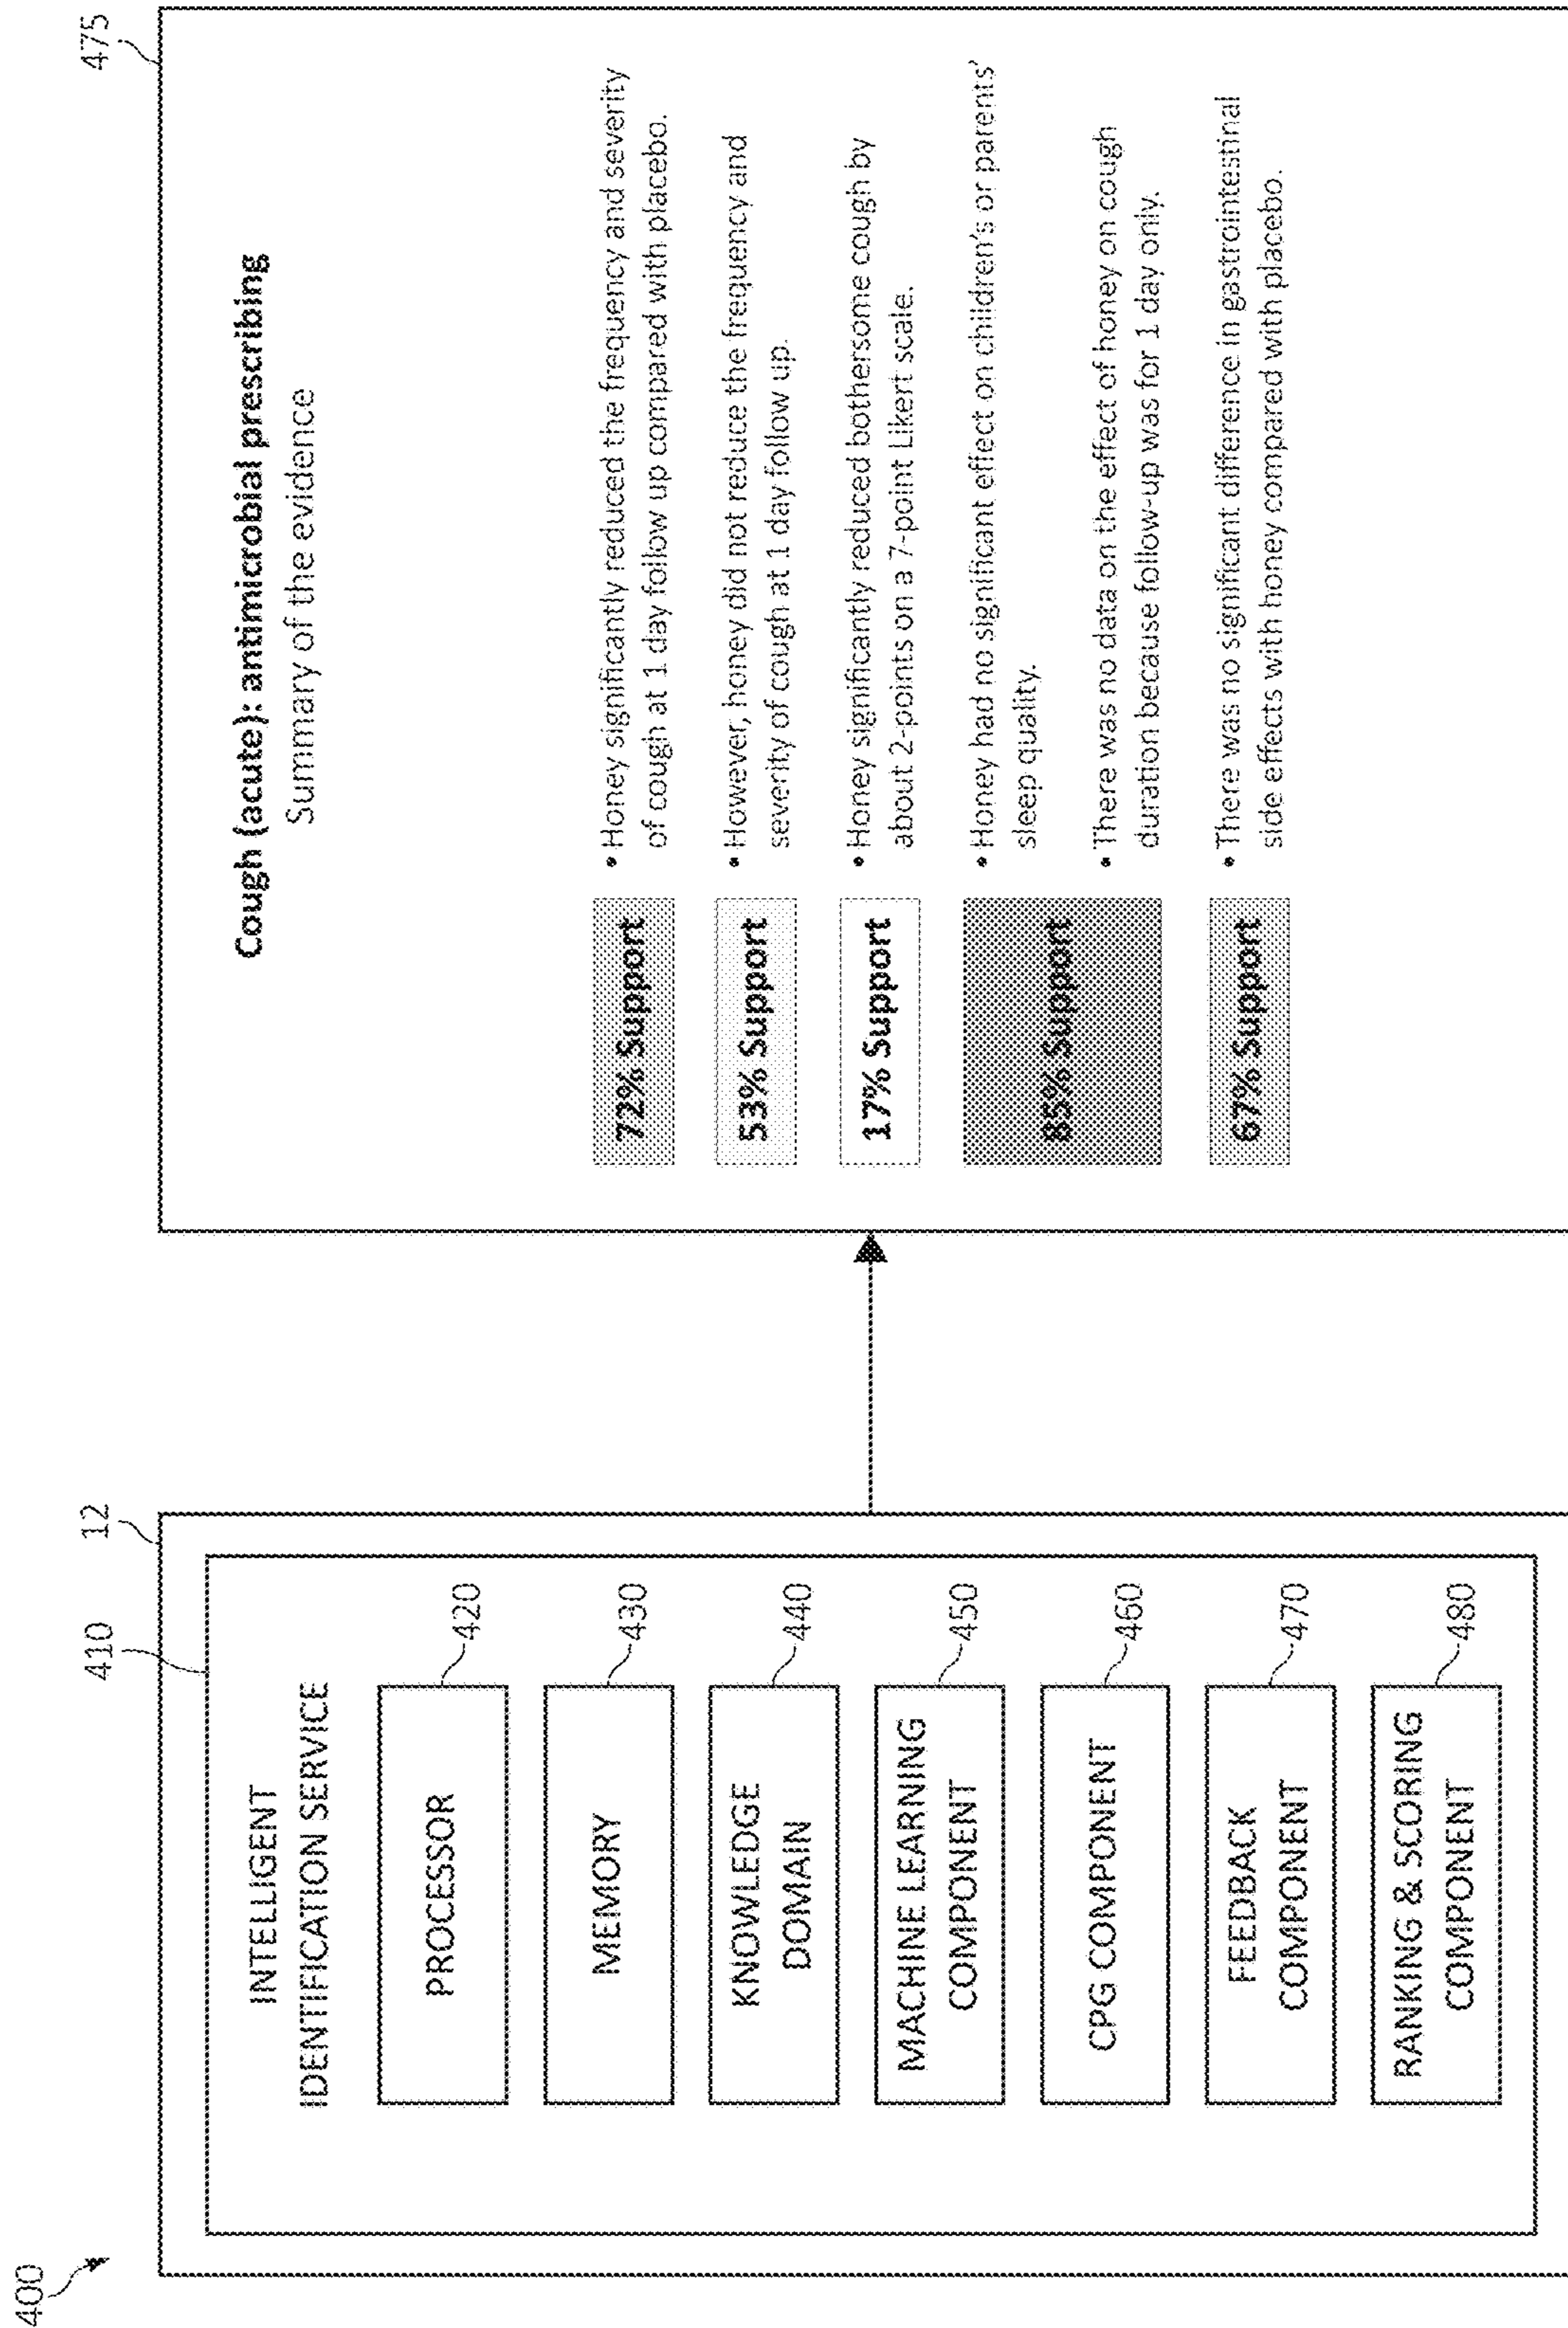 400
410
12
INTELLIGENT
IDENTIFICATION SERVICE
PROCESSOR
420
MEMORY
430
KNOWLEDGE
DOMAIN
440
MACHINE LEARNING
COMPONENT
450
CPG COMPONENT
460
FEEDBACK
COMPONENT
470
RANKING & SCORING
COMPONENT
480
475
Cough (acute): antimicrobial prescribing
Summary of the evidence
72% Support
• Honey significantly reduced the frequency and severity
of cough at 1 day follow up compared with placebo.
53% Support
• However, honey did not reduce the frequency and
severity of cough at 1 day follow up.
17% Support
• Honey significantly reduced bothersome cough by
about 2-points on a 7-point Likert scale.
85% Support
• Honey had no significant effect on children's or parents'
sleep quality.
• There was no data on the effect of honey on cough
duration because follow-up was for 1 day only.
67% Support
• There was no significant difference in gastrointestinal
side effects with honey compared with placebo.